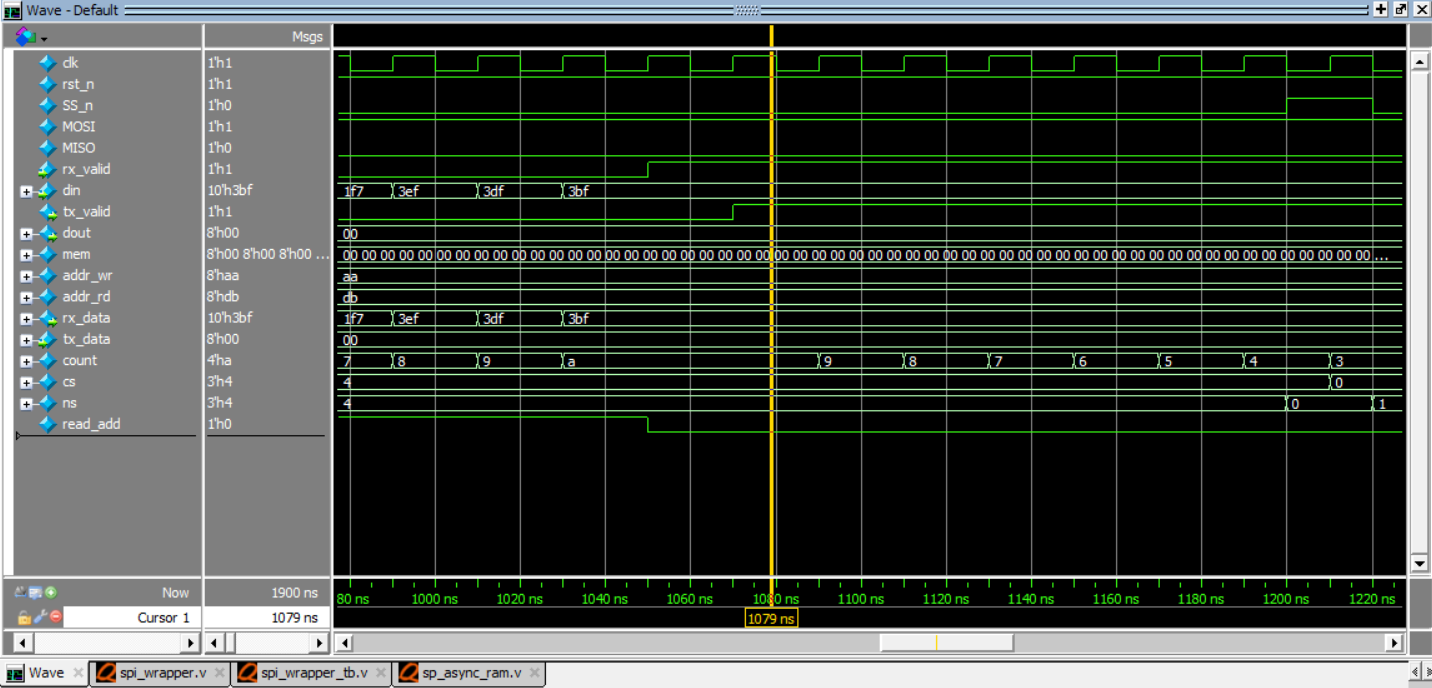 Wave - Default
Msgs
clk 1'h1
rst_n 1'h1
SS_n 1'h0
MOSI 1'h1
MISO 1'h0
rx_valid 1'h1
din 10'h3bf 1f7 3ef 3df 3bf
tx_valid 1'h1
dout 8'h00 00
mem 8'h00 8'h00 8'h00 ... 00 00 00 00 00 00 00 00 00 00 00 00 00 00 00 00 00 00 00 00 00 00 00 00 00 00 00 00 00 00 00 00 00 00 00 00 00 00 00 00 00 00 00 00 00 00 00 00 00 00 00 00 00 00 00 00 ...
addr_wr 8'haa aa
addr_rd 8'hdb db
rx_data 10'h3bf 1f7 3ef 3df 3bf
tx_data 8'h00 00
count 4'ha 7 8 9 a 9 8 7 6 5 4 3
cs 3'h4 4 0
ns 3'h4 4 0 1
read_add 1'h0
Now 1900 ns 80 ns 1000 ns 1020 ns 1040 ns 1060 ns 1080 ns 1100 ns 1120 ns 1140 ns 1160 ns 1180 ns 1200 ns 1220 ns
Cursor 1 1079 ns 1079 ns
Wave spi_wrapper.v spi_wrapper_tb.v sp_async_ram.v